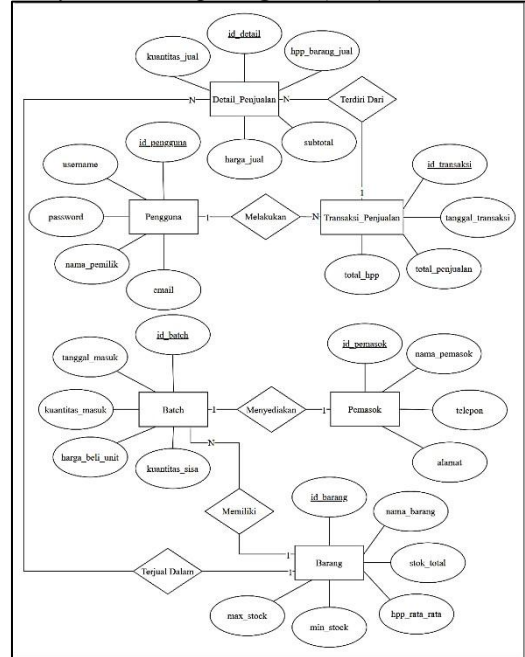 id_detail
kuantitas_jual
hpp_barang_jual
N
Detail_Penjualan
N
Terdiri Dari
harga_jual
subtotal
id_pengguna
username
id_transaksi
1
password
Pengguna
1
Melakukan
N
Transaksi_Penjualan
tanggal_transaksi
nama_pemilik
email
total_hpp
total_penjualan
id_batch
id_pemasok
tanggal_masuk
nama_pemasok
kuantitas_masuk
Batch
1
Menyediakan
1
Pemasok
telepon
harga_beli_unit
kuantitas_sisa
alamat
N
Memiliki
id_barang
nama_barang
1
Barang
stok_total
Terjual Dalam
1
max_stock
min_stock
hpp_rata_rata